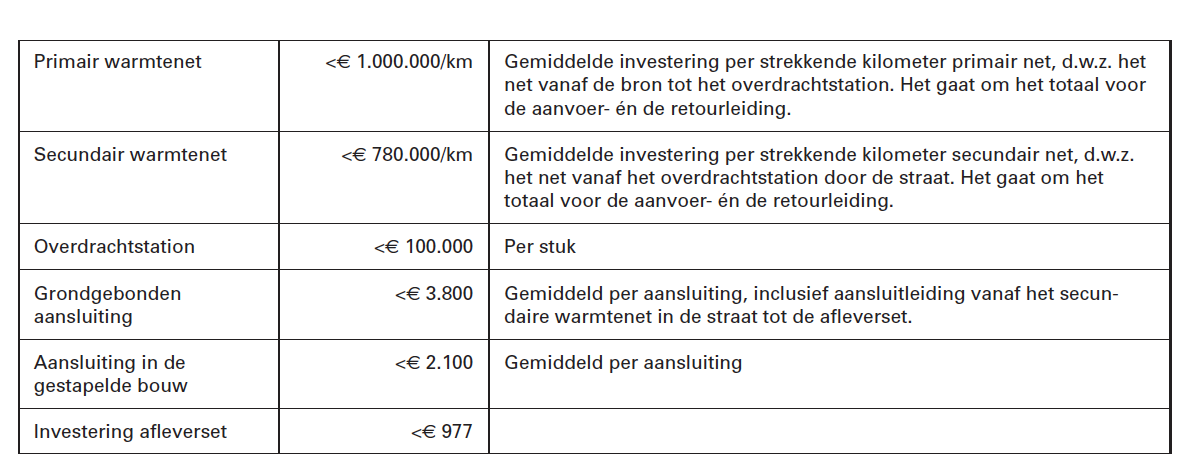 Primair warmtenet
<€ 1.000.000/km
Gemiddelde investering per strekkende kilometer primair net, d.w.z. het
net vanaf de bron tot het overdrachtstation. Het gaat om het totaal voor
de aanvoer- én de retourleiding.
Secundair warmtenet
<€ 780.000/km
Gemiddelde investering per strekkende kilometer secundair net, d.w.z.
het net vanaf het overdrachtstation door de straat. Het gaat om het
totaal voor de aanvoer- én de retourleiding.
Overdrachtstation
<€ 100.000
Per stuk
Grondgebonden
aansluiting
<€ 3.800
Gemiddeld per aansluiting, inclusief aansluitleiding vanaf het secun-
daire warmtenet in de straat tot de afleverset.
Aansluiting in de
gestapelde bouw
<€ 2.100
Gemiddeld per aansluiting
Investering afleverset
<€ 977